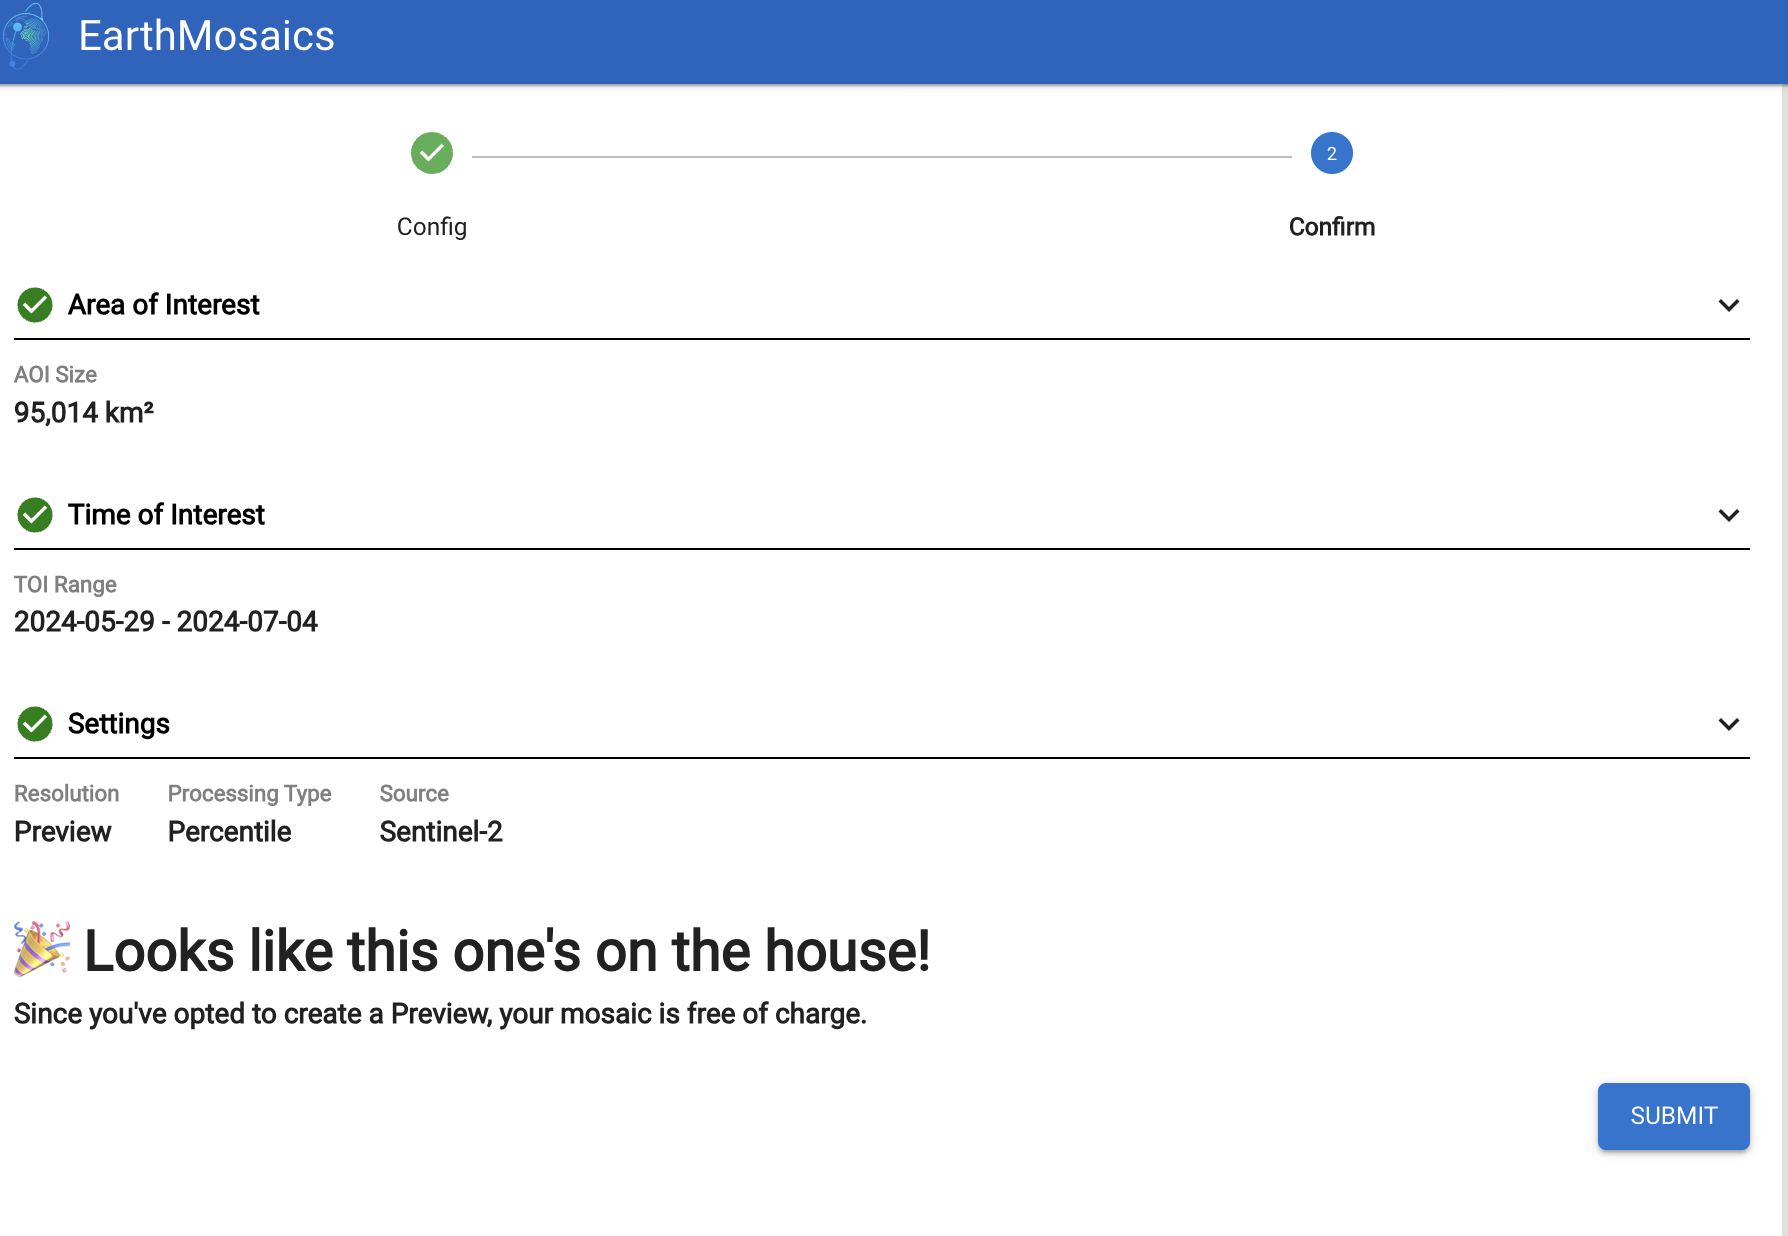 EarthMosaics
2
Config
Confirm
Area of Interest
AOI Size
95,014 km²
Time of Interest
TOI Range
2024-05-29 - 2024-07-04
Settings
Resolution Processing Type Source
Preview Percentile Sentinel-2
🎉 Looks like this one's on the house!
Since you've opted to create a Preview, your mosaic is free of charge.
SUBMIT